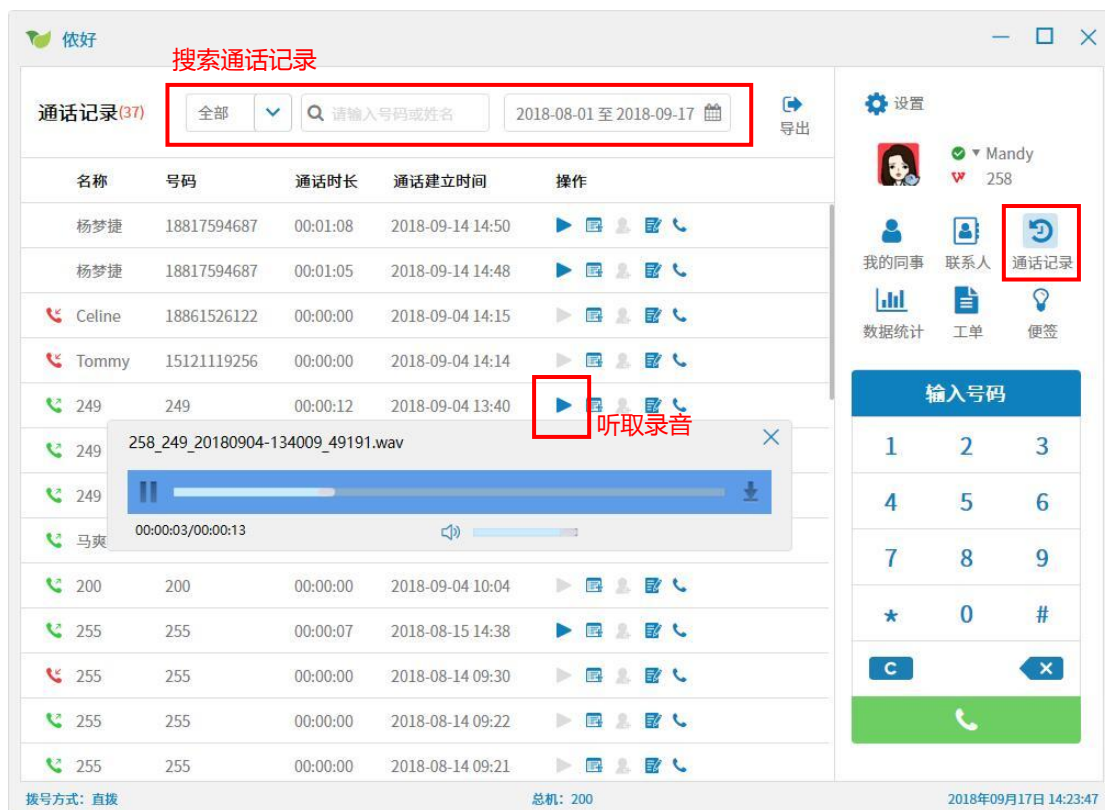 侬好
搜索通话记录
通话记录(37) 全部 请输入号码或姓名 2018-08-01 至 2018-09-17 导出
名称 号码 通话时长 通话建立时间 操作
杨梦捷 18817594687 00:01:08 2018-09-14 14:50
杨梦捷 18817594687 00:01:05 2018-09-14 14:48
Celine 18861526122 00:00:00 2018-09-04 14:15
Tommy 15121119256 00:00:00 2018-09-04 14:14
249 249 00:00:12 2018-09-04 13:40
听取录音
249
258_249_20180904-134009_49191.wav
249
马爽
00:00:03/00:00:13
200 200 00:00:00 2018-09-04 10:04
255 255 00:00:07 2018-08-15 14:38
255 255 00:00:00 2018-08-14 09:30
255 255 00:00:00 2018-08-14 09:22
255 255 00:00:00 2018-08-14 09:21
设置
Mandy
258
我的同事 联系人 通话记录
数据统计 工单 便签
输入号码
1 2 3
4 5 6
7 8 9
* 0 #
C X
拨号方式：直拨 总机：200 2018年09月17日 14:23:47